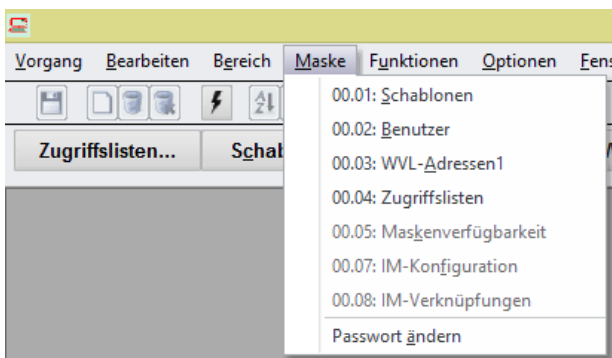 Vorgang Bearbeiten Bereich Maske Funktionen Optionen
00.01: Schablonen
00.02: Benutzer
Zugriffslisten...
00.03: WVL-Adressen1
00.04: Zugriffslisten
00.05: Maskenverfügbarkeit
00.07: IM-Konfiguration
00.08: IM-Verknüpfungen
Passwort ändern